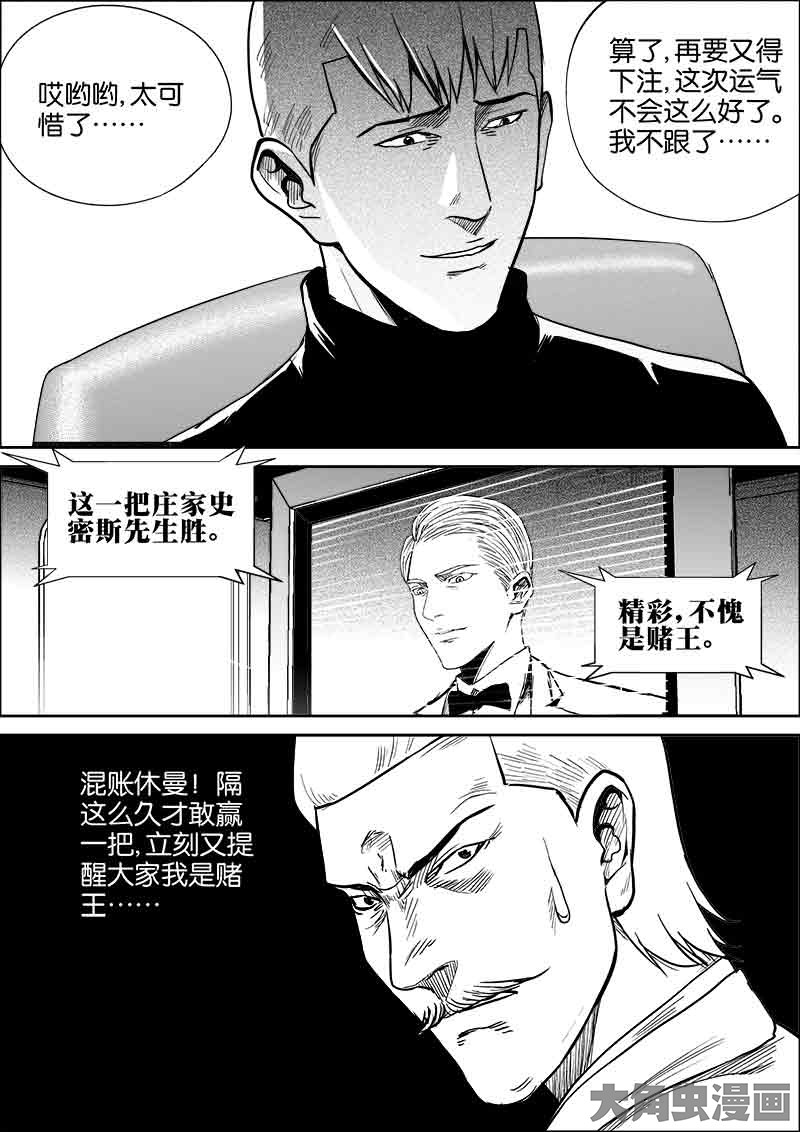 哎哟哟,太可
惜了……
算了,再要又得
下注,这次运气
不会这么好了。
我不跟了……
这一把庄家史
密斯先生胜。
精彩,不愧
是赌王。
混账休曼！隔
这么久才敢赢
一把,立刻又提
醒大家我是赌
王……
大角虫漫画